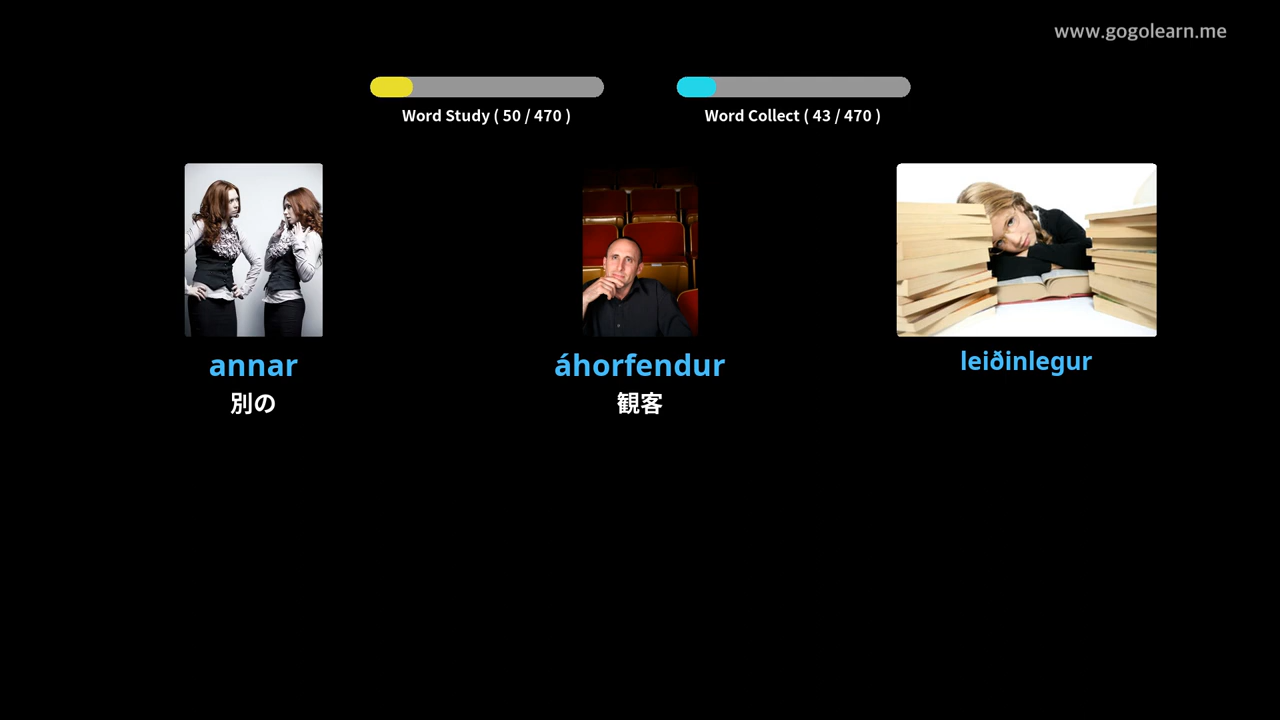 www.gogolearn.me
Word Study ( 50 / 470 )
Word Collect ( 43 / 470 )
annar
別の
áhorfendur
観客
leiðinlegur